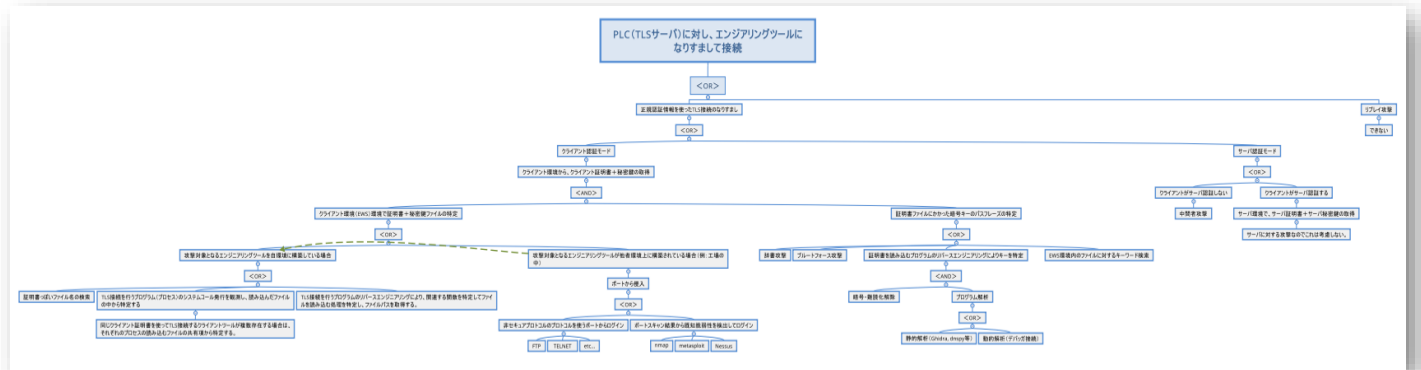 PLC(TLSサーバ)に対し、エンジアリングツールに
なりすまして接続
<OR>
正規認証情報を使ったTLS接続のなりすまし
リプレイ攻撃
<OR>
できない
クライアント認証モード
サーバ認証モード
クライアント環境から、クライアント証明書+秘密鍵の取得
<OR>
<AND>
クライアントがサーバ認証しない
クライアントがサーバ認証する
クライアント環境(EWS)環境で証明書+秘密鍵ファイルの特定
証明書ファイルにかかった暗号キーのパスフレーズの特定
中間者攻撃
サーバ環境で、サーバ証明書+サーバ秘密鍵の取得
<OR>
<OR>
サーバに対する攻撃なのでこれは考慮しない。
攻撃対象となるエンジニアリングツールを自環境に構築している場合
攻撃対象となるエンジニアリングツールが他者環境上に構築されている場合(例:工場の
中)
辞書攻撃
ブルートフォース攻撃
証明書を読み込むプログラムのリバースエンジニアリングによりキーを特定
EWS環境内のファイルに対するキーワード検索
<OR>
ポートから侵入
<AND>
証明書っぽいファイル名の検索
TLS接続を行うプログラム(プロセス)のシステムコール発行を観測し、読み込んだファイル
の中から特定する
TLS接続を行うプログラムのリバースエンジニアリングにより、関連する関数を特定してファイ
ルを読み込む処理を特定し、ファイルパスを取得する。
<OR>
暗号・難読化解除
プログラム解析
同じクライアント証明書を使ってTLS接続するクライアントツールが複数存在する場合は、
それぞれのプロセスの読み込むファイルの共有項から特定する。
非セキュアプロトコルのプロトコルを使うポートからログイン
ポートスキャン結果から既知脆弱性を検出してログイン
<OR>
FTP
TELNET
etc..
nmap
metasploit
Nessus
静的解析(Ghidra, dnspy等)
動的解析(デバッガ接続)